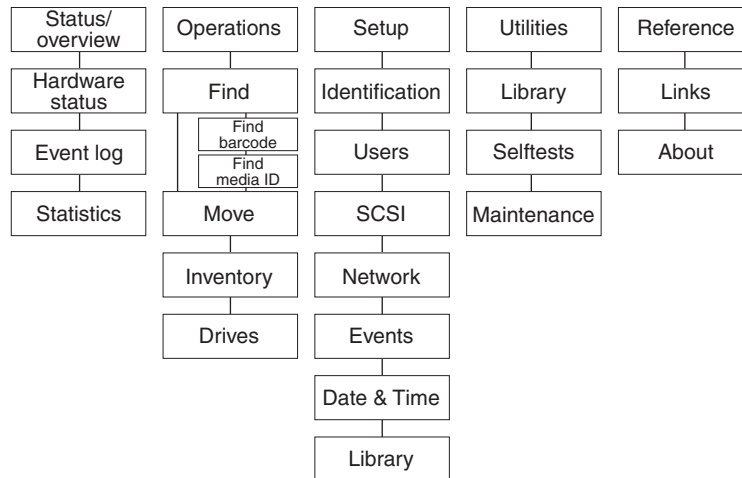 Status/
overview
Operations
Setup
Utilities
Reference
Hardware
status
Find
Identification
Library
Links
Find
barcode
Event log
Users
Selftests
About
Find
media ID
Statistics
Move
SCSI
Maintenance
Inventory
Network
Drives
Events
Date & Time
Library